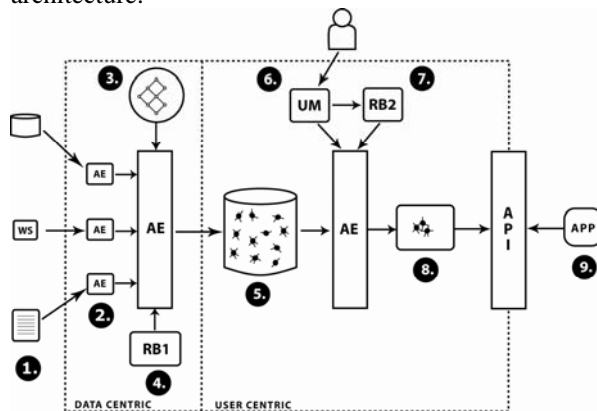 architecture.
3.
6.
7.
UM
RB2
AE
WS
AE
AE
AE
AE
API
APP
1.
2.
RB1
4.
5.
8.
9.
DATA CENTRIC
USER CENTRIC